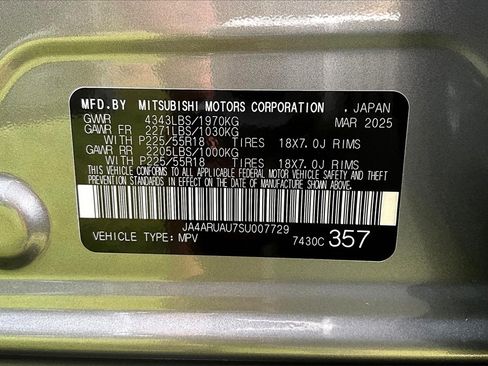 MFD.BY MITSUBISHI MOTORS CORPORATION . JAPAN
GVWR 4343LBS/1970KG MAR 2025
GAWR FR 2271LBS/1030KG
WITH P225/55R18 TIRES 18X7.0J RIMS
GAWR RR 2205LBS/1000KG
WITH P225/55R18 TIRES 18X7.0J RIMS
THIS VEHICLE CONFORMS TO ALL APPLICABLE FEDERAL MOTOR VEHICLE SAFETY, BUMPER AND THEFT
PREVENTION STANDARDS IN EFFECT ON THE DATE OF MANUFACTURE SHOWN ABOVE.
JA4ARUAU7SU007729
VEHICLE TYPE: MPV 7430C 357